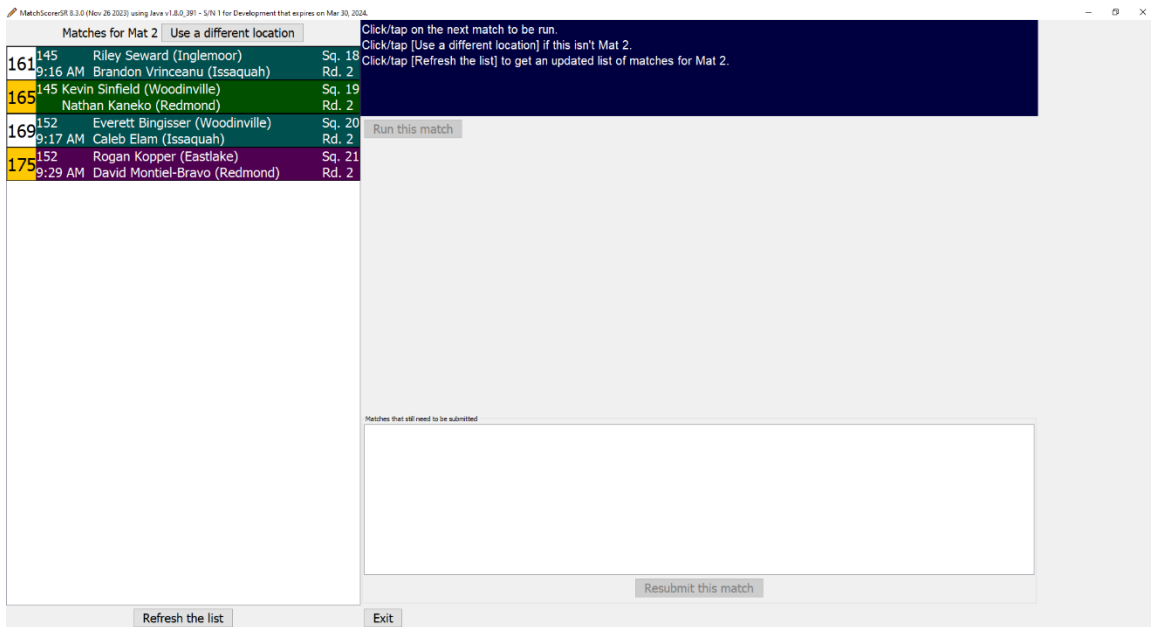 MatchScorerSR 8.3.0 (Nov 26 2023) using Java v1.8.0_391 - S/N 1 for Development that expires on Mar 30, 2024.
Matches for Mat 2 Use a different location
161 145 Riley Seward (Inglemoor) Sq. 18
9:16 AM Brandon Vrinceanu (Issaquah) Rd. 2
165 145 Kevin Sinfield (Woodinville) Sq. 19
Nathan Kaneko (Redmond) Rd. 2
169 152 Everett Bingisser (Woodinville) Sq. 20
9:17 AM Caleb Elam (Issaquah) Rd. 2
175 152 Rogan Kopper (Eastlake) Sq. 21
9:29 AM David Montiel-Bravo (Redmond) Rd. 2
Refresh the list
Click/tap on the next match to be run.
Click/tap [Use a different location] if this isn't Mat 2.
Click/tap [Refresh the list] to get an updated list of matches for Mat 2.
Run this match
Matches that still need to be submitted
Resubmit this match
Exit